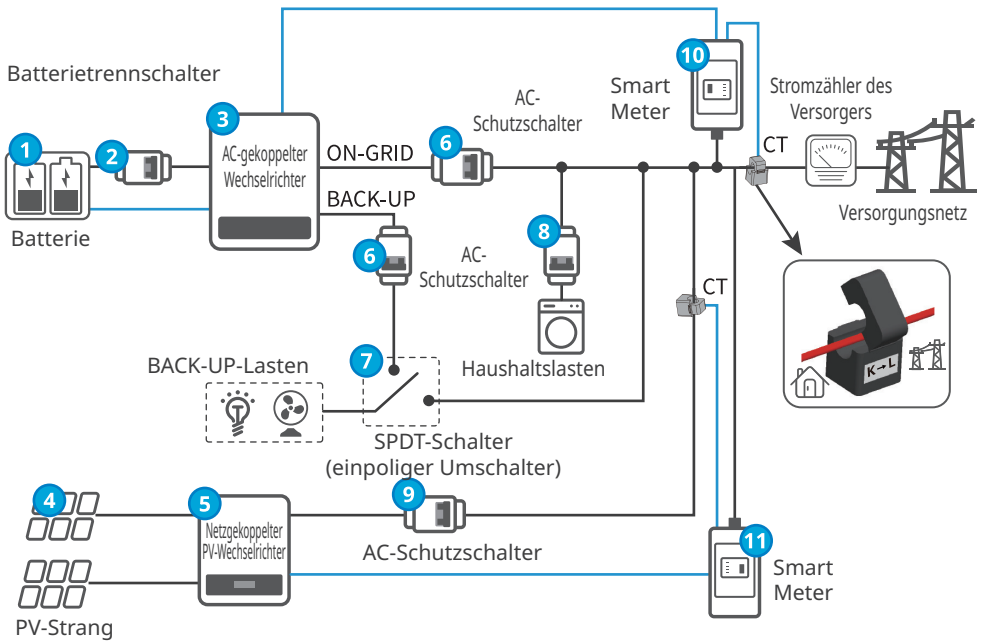 Batterietrennschalter
1
2
Batterie
3
AC-gekoppelter
Wechselrichter
ON-GRID
BACK-UP
6
AC-
Schutzschalter
6
AC-
Schutzschalter
8
Haushaltslasten
10
Smart
Meter
Stromzähler des
Versorgers
CT
Versorgungsnetz
CT
K→L
7
BACK-UP-Lasten
SPDT-Schalter
(einpoliger Umschalter)
4
PV-Strang
5
Netzgekoppelter
PV-Wechselrichter
9
AC-Schutzschalter
11
Smart
Meter